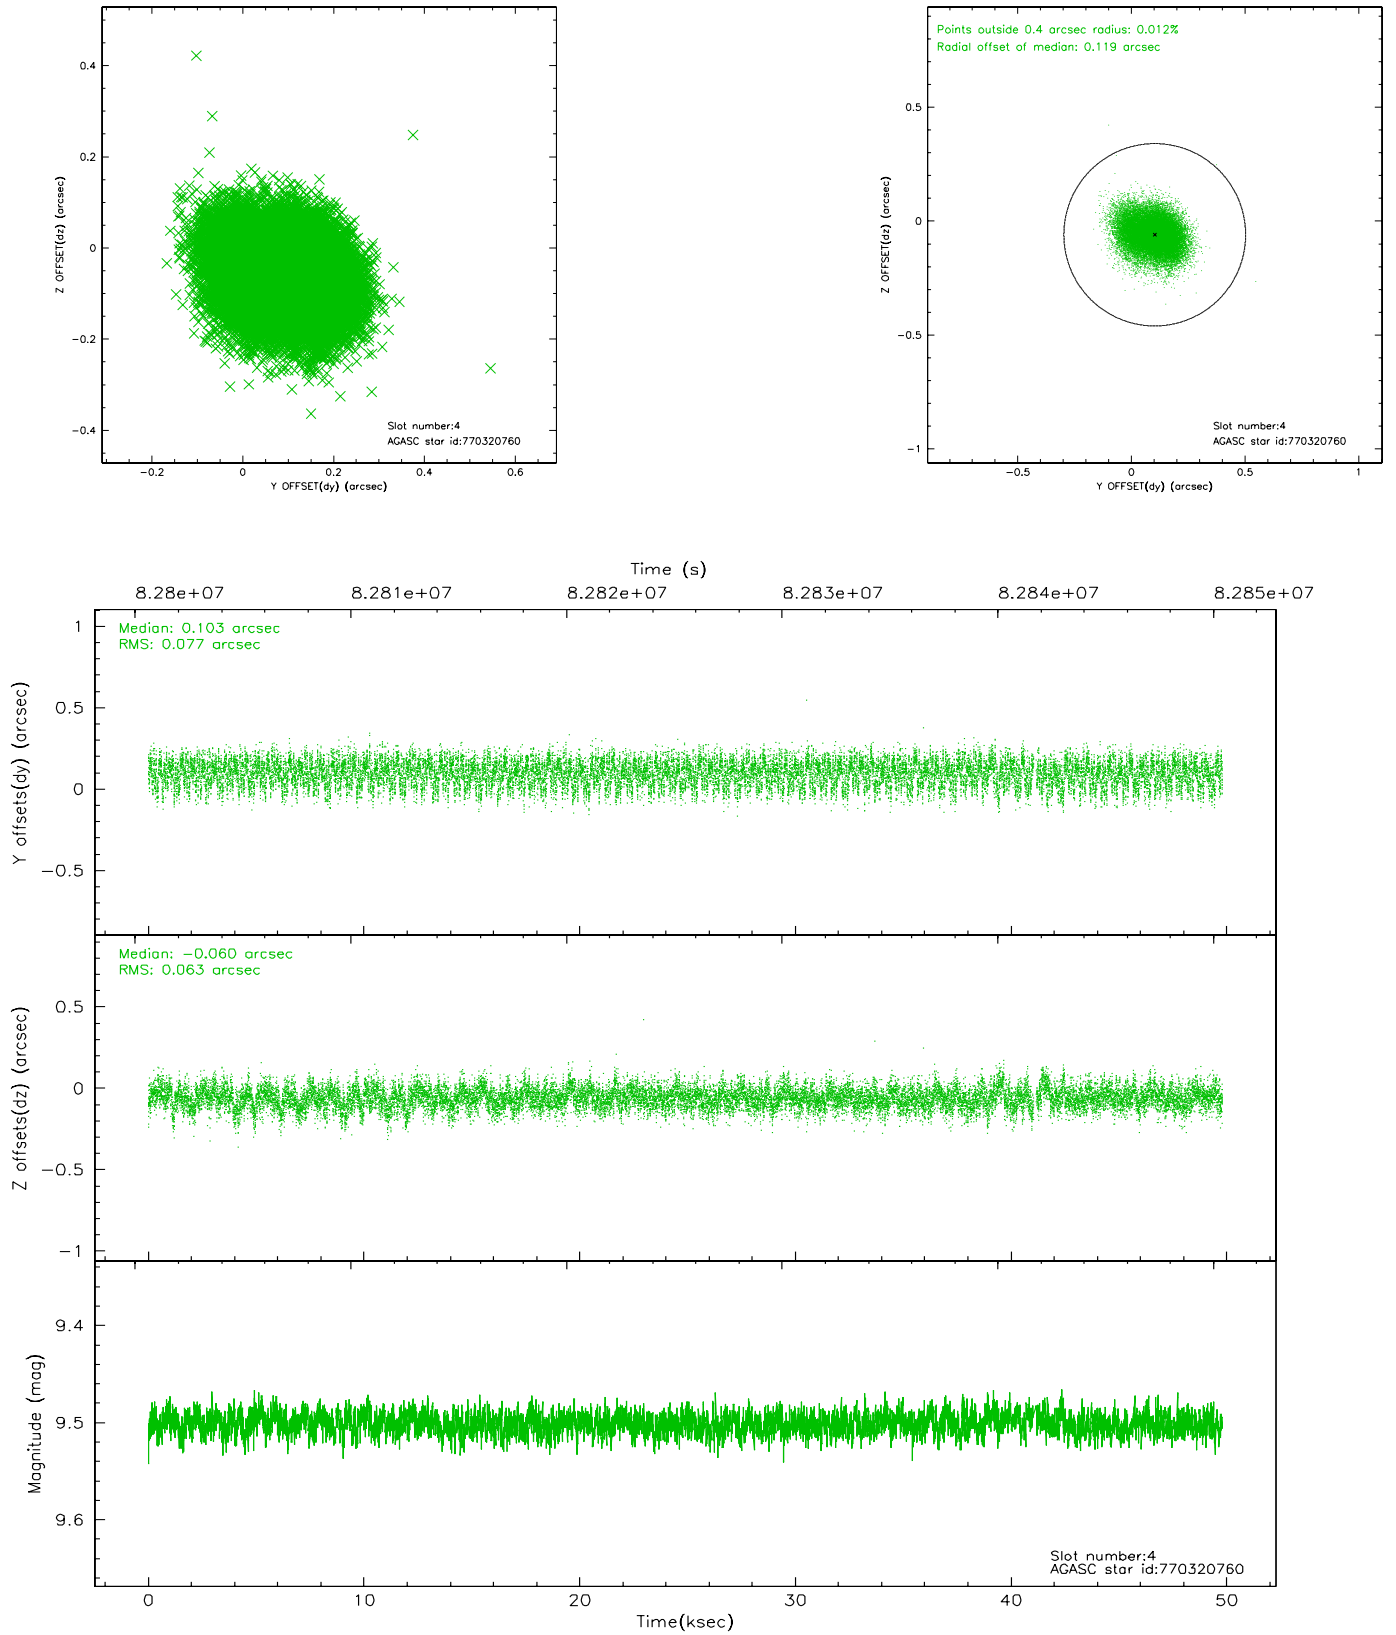 0.4
0.2
0
−0.2
−0.4
Z OFFSET(dz) (arcsec)
Slot number:4
AGASC star id:770320760
−0.2
0
0.2
0.4
0.6
Y OFFSET(dy) (arcsec)
Points outside 0.4 arcsec radius: 0.012%
Radial offset of median: 0.119 arcsec
0.5
0
−0.5
−1
Z OFFSET(dz) (arcsec)
Slot number:4
AGASC star id:770320760
−0.5
0
0.5
1
Y OFFSET(dy) (arcsec)
Time (s)
8.28e+07
8.281e+07
8.282e+07
8.283e+07
8.284e+07
8.285e+07
Median: 0.103 arcsec
RMS: 0.077 arcsec
1
0.5
0
−0.5
Y offsets(dy) (arcsec)
Median: −0.060 arcsec
RMS: 0.063 arcsec
0.5
0
−0.5
−1
Z offsets(dz) (arcsec)
9.4
9.5
9.6
Magnitude (mag)
Slot number:4
AGASC star id:770320760
0
10
20
30
40
50
Time(ksec)